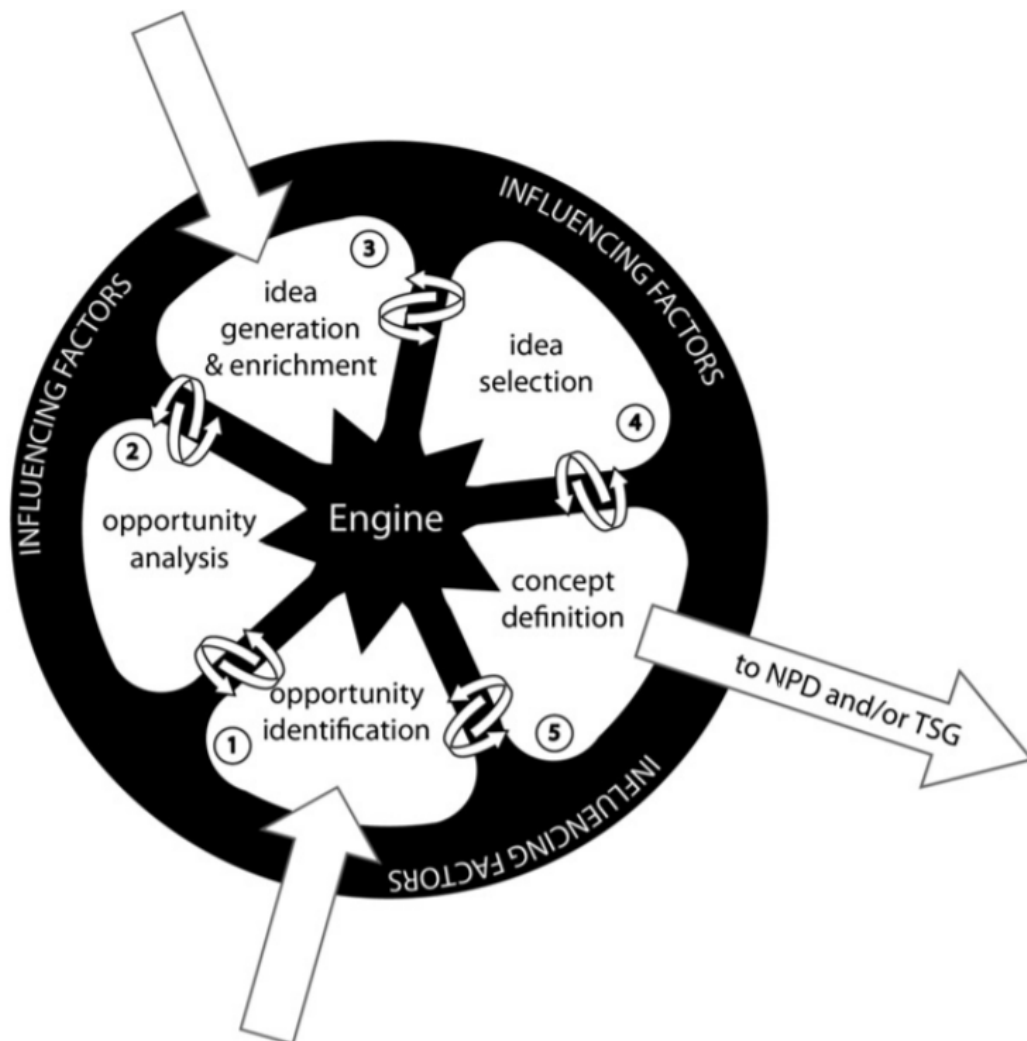 INFLUENCING FACTORS
INFLUENCING FACTORS
3
idea
generation
& enrichment
idea
selection
4
2
opportunity
analysis
Engine
concept
definition
to NPD and/or TSG
opportunity
identification
1
5
INFLUENCING FACTORS